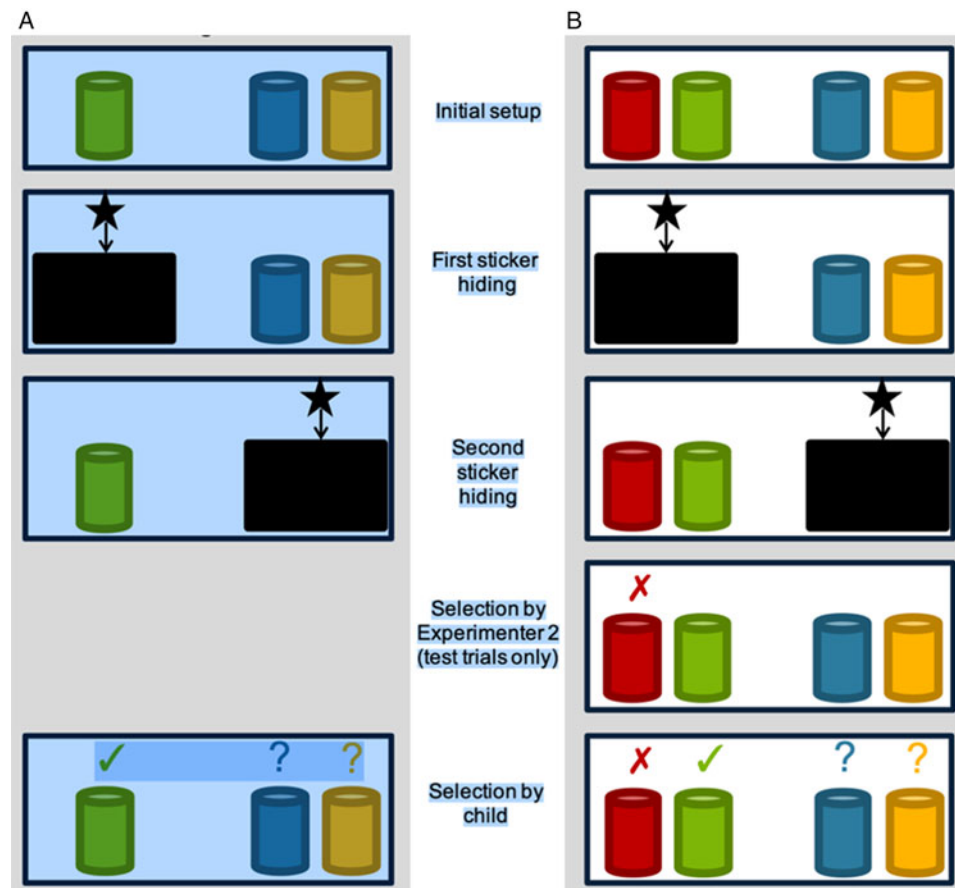 A
B
Initial setup
First sticker
hiding
Second
sticker
hiding
Selection by
Experimenter 2
(test trials only)
✗
✓ ? ?
Selection by
child
✗ ✓ ? ?